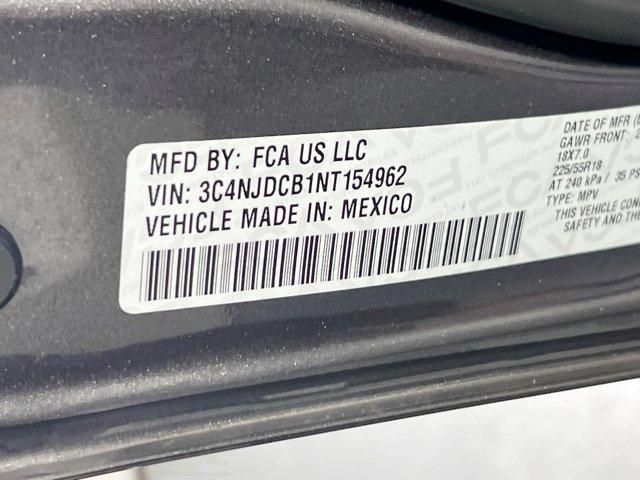 MFD BY: FCA US LLC
VIN: 3C4NJDCB1NT154962
VEHICLE MADE IN: MEXICO
DATE OF MFR
GAWR FRONT:
18X7.0
225/55R18
AT 240 kPa / 35 PS
TYPE: MPV
THIS VEHICLE CON
SAFETY AND THE